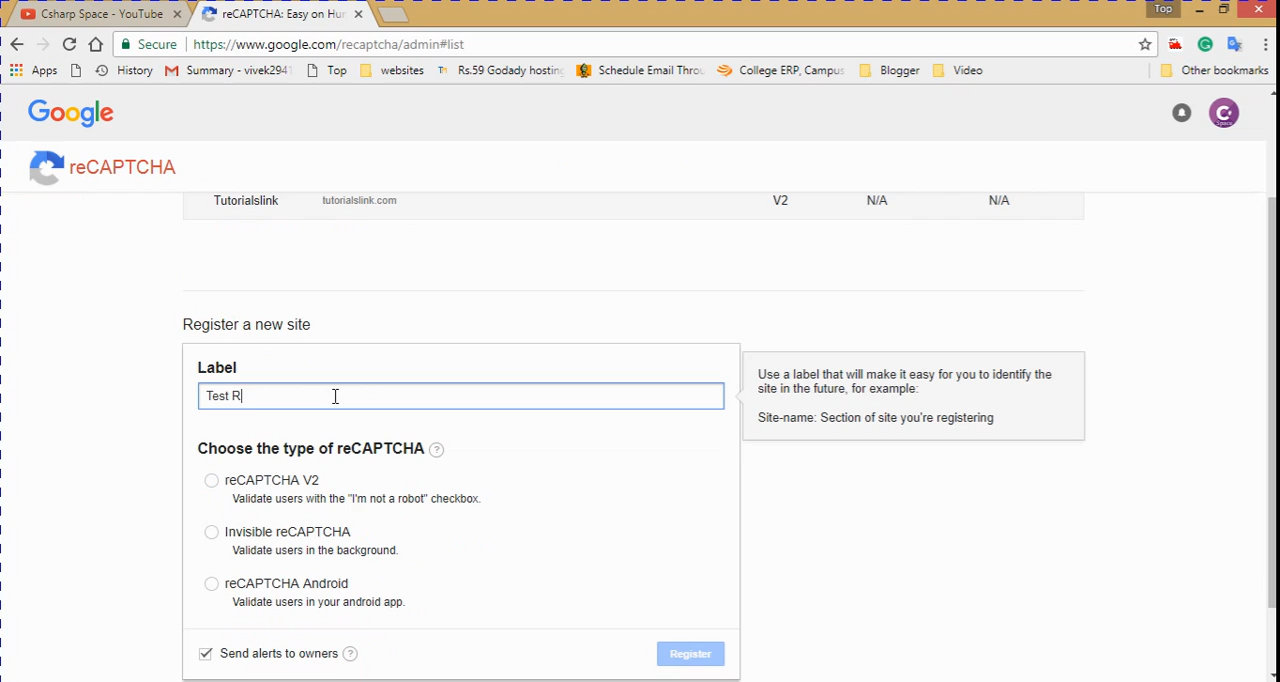 Csharp Space - YouTube
reCAPTCHA: Easy on Hur
Top
Secure
https://www.google.com/recaptcha/admin#list
Apps
History
Summary - vivek2941
Top
websites
Rs.59 Godady hosting
Schedule Email Throu
College ERP, Campus
Blogger
Video
Other bookmarks
Google
reCAPTCHA
Tutorialslink tutorialslink.com V2 N/A N/A
Register a new site
Label
Test R
Use a label that will make it easy for you to identify the
site in the future, for example:
Site-name: Section of site you're registering
Choose the type of reCAPTCHA ?
reCAPTCHA V2
Validate users with the "I'm not a robot" checkbox.
Invisible reCAPTCHA
Validate users in the background.
reCAPTCHA Android
Validate users in your android app.
Send alerts to owners ?
Register